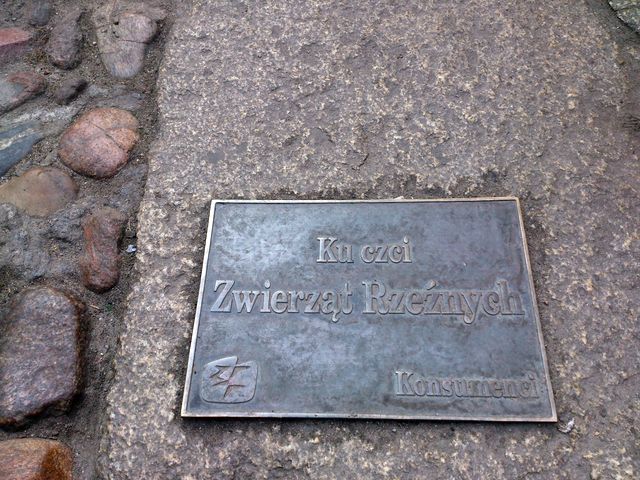 Ku czci
Zwierząt Rzeźnych
Konsumenci